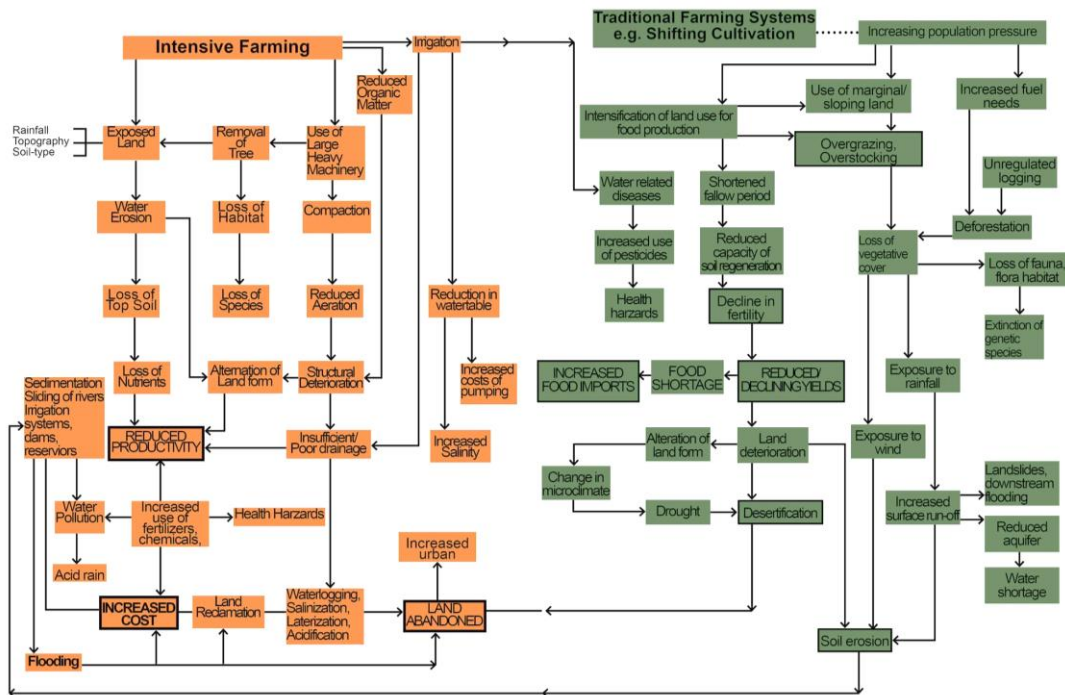 Intensive Farming
Irrigation
Reduced
Organic
Matter
Rainfall
Topography
Soil-type
Exposed
Land
Removal
of
Tree
Use of
Large
Heavy
Machinery
Water
Erosion
Loss of
Habitat
Compaction
Loss of
Top Soil
Loss of
Species
Reduced
Aeration
Reduction in
watertable
Loss of
Nutrients
Alternation of
Land form
Structural
Deterioration
Increased
costs of
pumping
Sedimentation
Sliding of rivers
Irrigation
systems,
dams,
reserviors
REDUCED
PRODUCTIVITY
Insufficient/
Poor drainage
Increased
Salinity
Water
Pollution
Increased
use of
fertilizers,
chemicals,
Health Harzards
Acid rain
Increased
urban
INCREASED
COST
Land
Reclamation
Waterlogging,
Salinization,
Laterization,
Acidification
LAND
ABANDONED
Flooding
Traditional Farming Systems
e.g. Shifting Cultivation
Increasing population pressure
Intensification of land use for
food production
Use of marginal/
sloping land
Increased fuel
needs
Overgrazing,
Overstocking
Unregulated
logging
Water related
diseases
Shortened
fallow period
Deforestation
Increased use
of pesticides
Reduced
capacity of
soil regeneration
Loss of
vegetative
cover
Loss of fauna,
flora habitat
Health
harzards
Decline in
fertility
Extinction of
genetic
species
INCREASED
FOOD IMPORTS
FOOD
SHORTAGE
REDUCED/
DECLINING YIELDS
Exposure to
rainfall
Alteration of
land form
Land
deterioration
Exposure to
wind
Change in
microclimate
Drought
Desertification
Increased
surface run-off
Landslides,
downstream
flooding
Reduced
aquifer
Water
shortage
Soil erosion